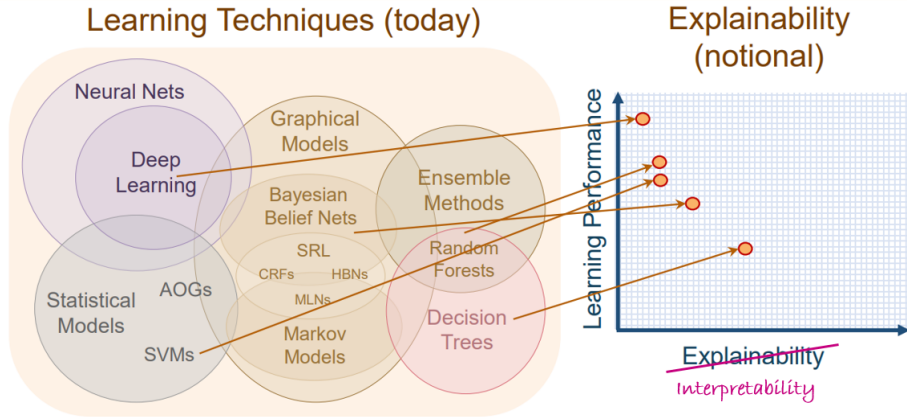 Learning Techniques (today)
Neural Nets
Deep
Learning
Graphical
Models
Bayesian
Belief Nets
SRL
CRFs
HBNs
MLNs
Markov
Models
Ensemble
Methods
Random
Forests
Decision
Trees
Statistical
Models
AOGs
SVMs
Explainability
(notional)
Learning Performance
Explainability
Interpretability